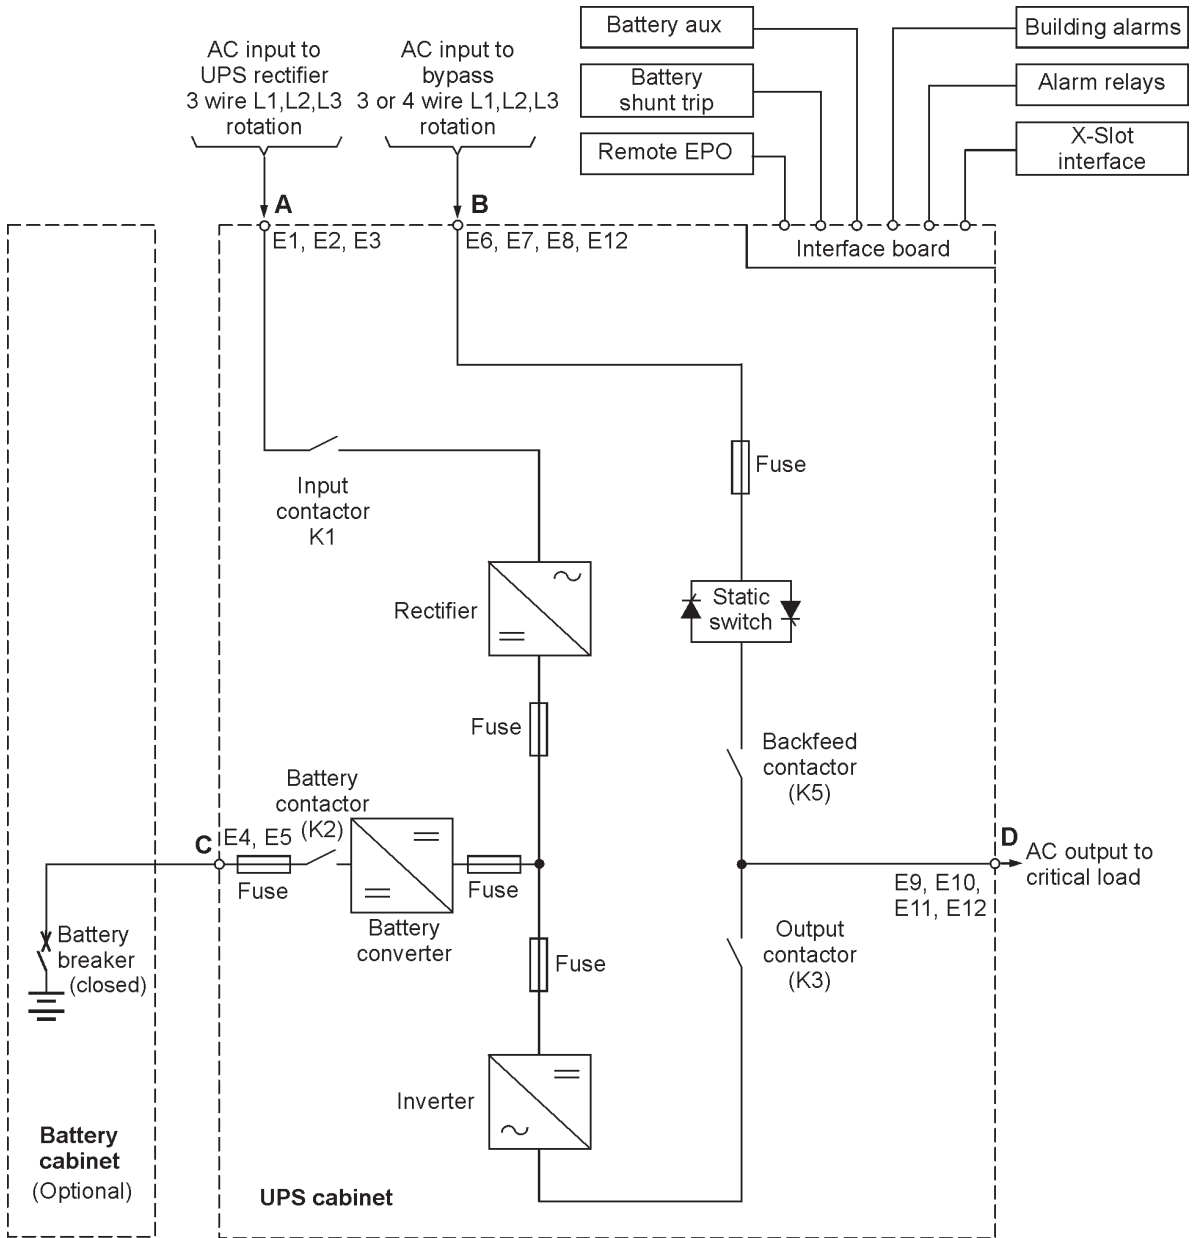 AC input to
UPS rectifier
3 wire L1,L2,L3
rotation
AC input to
bypass
3 or 4 wire L1,L2,L3
rotation
Battery aux
Battery
shunt trip
Remote EPO
Building alarms
Alarm relays
X-Slot
interface
A
B
E1, E2, E3
E6, E7, E8, E12
Interface board
Input
contactor
K1
Fuse
Rectifier
Static
switch
Fuse
Backfeed
contactor
(K5)
Battery
contactor
(K2)
C
E4, E5
Fuse
Fuse
Battery
converter
D
AC output to
critical load
E9, E10,
E11, E12
Battery
breaker
(closed)
Fuse
Output
contactor
(K3)
Inverter
Battery
cabinet
(Optional)
UPS cabinet